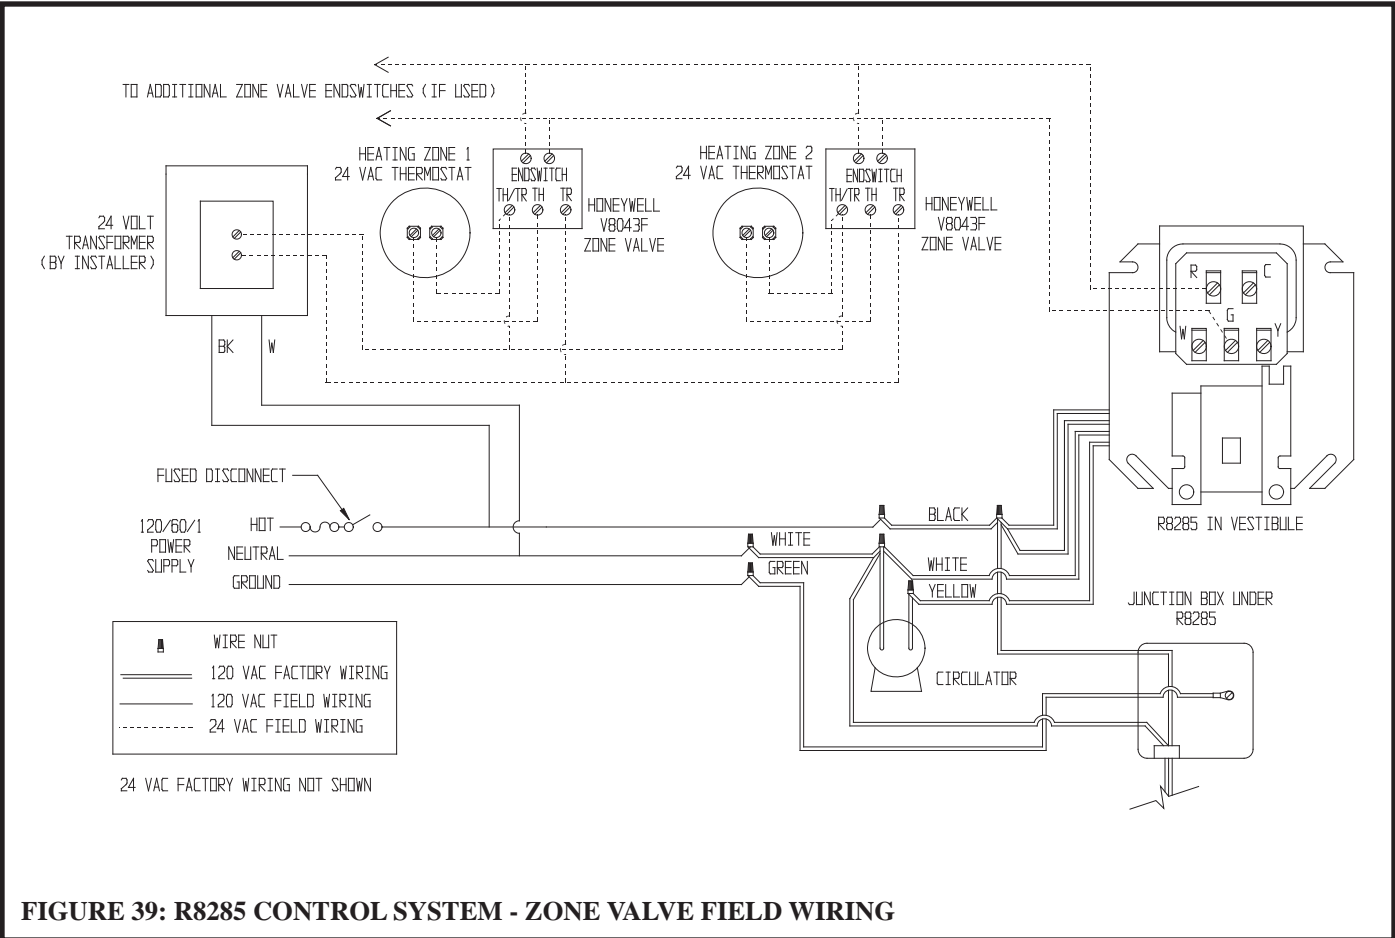 TO ADDITIONAL ZONE VALVE ENDSWITCHES (IF USED)
HEATING ZONE 1
24 VAC THERMOSTAT
ENDSWITCH
TH/TR TH TR
HONEYWELL
V8043F
ZONE VALVE
HEATING ZONE 2
24 VAC THERMOSTAT
ENDSWITCH
TH/TR TH TR
HONEYWELL
V8043F
ZONE VALVE
24 VOLT
TRANSFORMER
(BY INSTALLER)
BK
W
R
C
G
W
Y
R8285 IN VESTIBULE
FUSED DISCONNECT
120/60/1
POWER
SUPPLY
HOT
NEUTRAL
GROUND
BLACK
WHITE
GREEN
WHITE
YELLOW
CIRCULATOR
JUNCTION BOX UNDER
R8285
WIRE NUT
120 VAC FACTORY WIRING
120 VAC FIELD WIRING
24 VAC FIELD WIRING
24 VAC FACTORY WIRING NOT SHOWN
FIGURE 39: R8285 CONTROL SYSTEM - ZONE VALVE FIELD WIRING